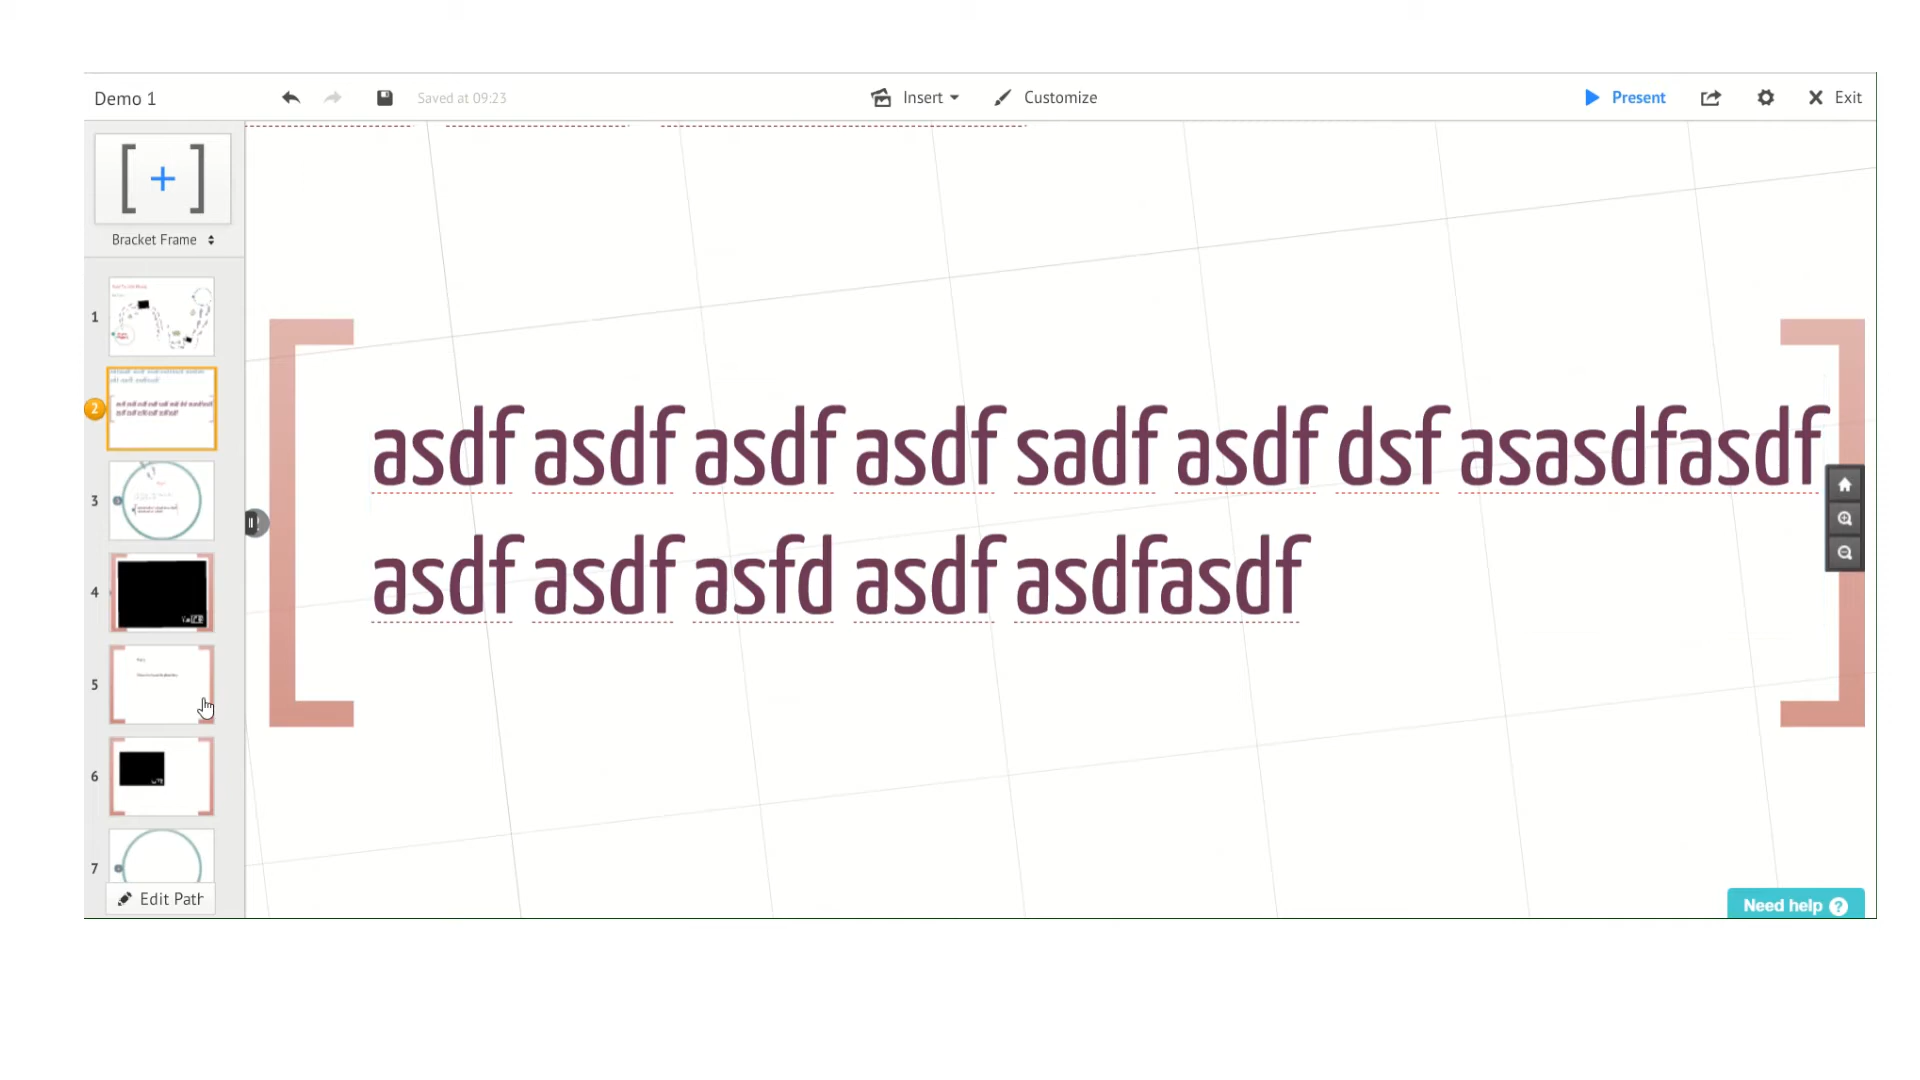 Demo 1
Saved at 09:23
Insert
Customize
Present
Exit
Bracket Frame
1
2
3
4
5
6
7
Edit Path
asdf asdf asdf asdf sadf asdf dsf asasdfasdf
asdf asdf asfd asdf asdfasdf
Need help ?